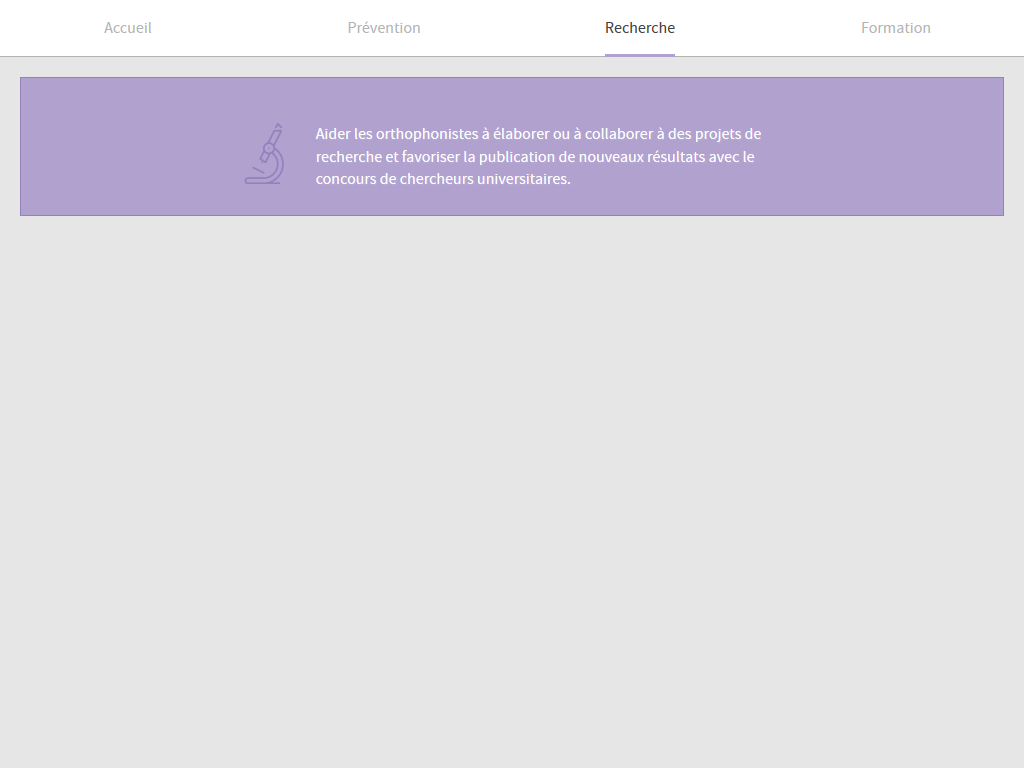 Accueil
Prévention
Recherche
Formation
Aider les orthophonistes à élaborer ou à collaborer à des projets de
recherche et favoriser la publication de nouveaux résultats avec le
concours de chercheurs universitaires.